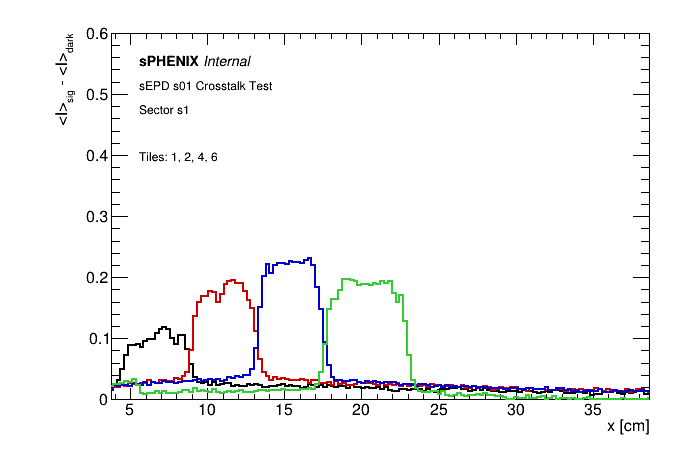 0.6
<I>sig - <I>dark
sPHENIX Internal
sEPD s01 Crosstalk Test
0.5
Sector s1
0.4
Tiles: 1, 2, 4, 6
0.3
0.2
0.1
0
5 10 15 20 25 30 35
x [cm]